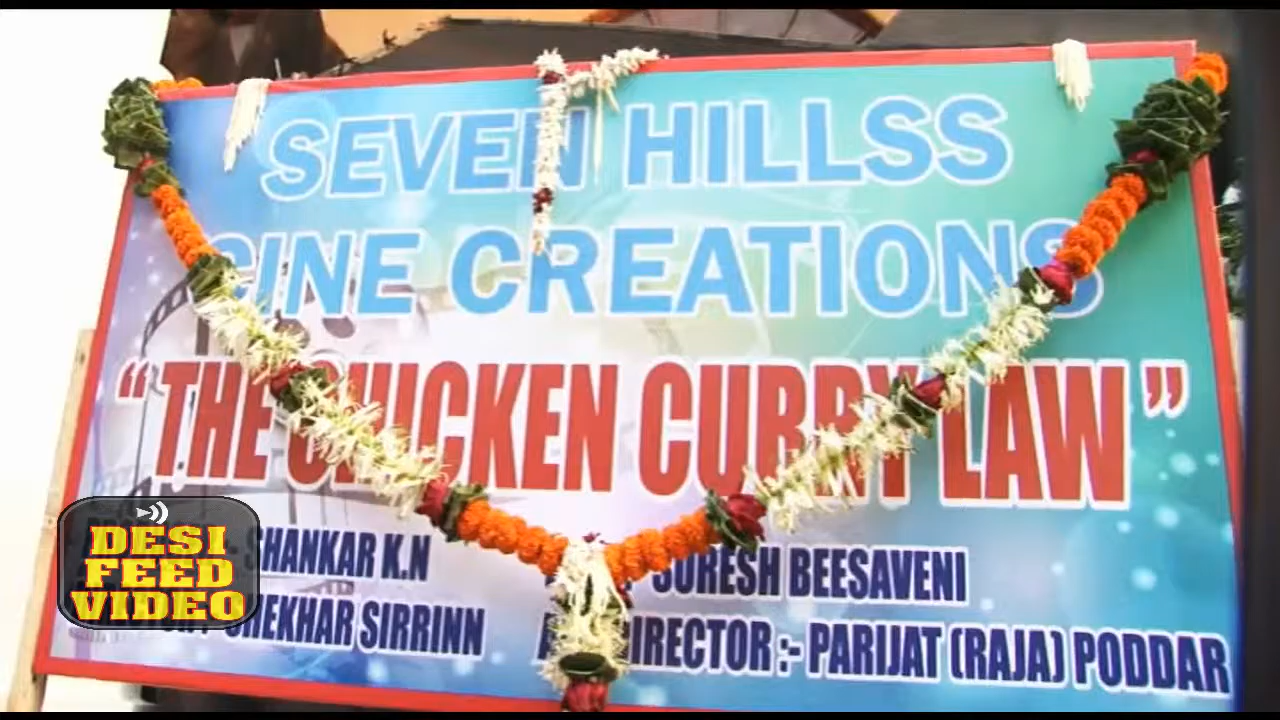 SEVEN HILLSS
CINE CREATIONS
"THE CHICKEN CURRY LAW"
SHANKAR K.N
SURESH BEESAVENI
SHEKHAR SIRRINN
DIRECTOR :- PARIJAT (RAJA) PODDAR
DESI
FEED
VIDEO